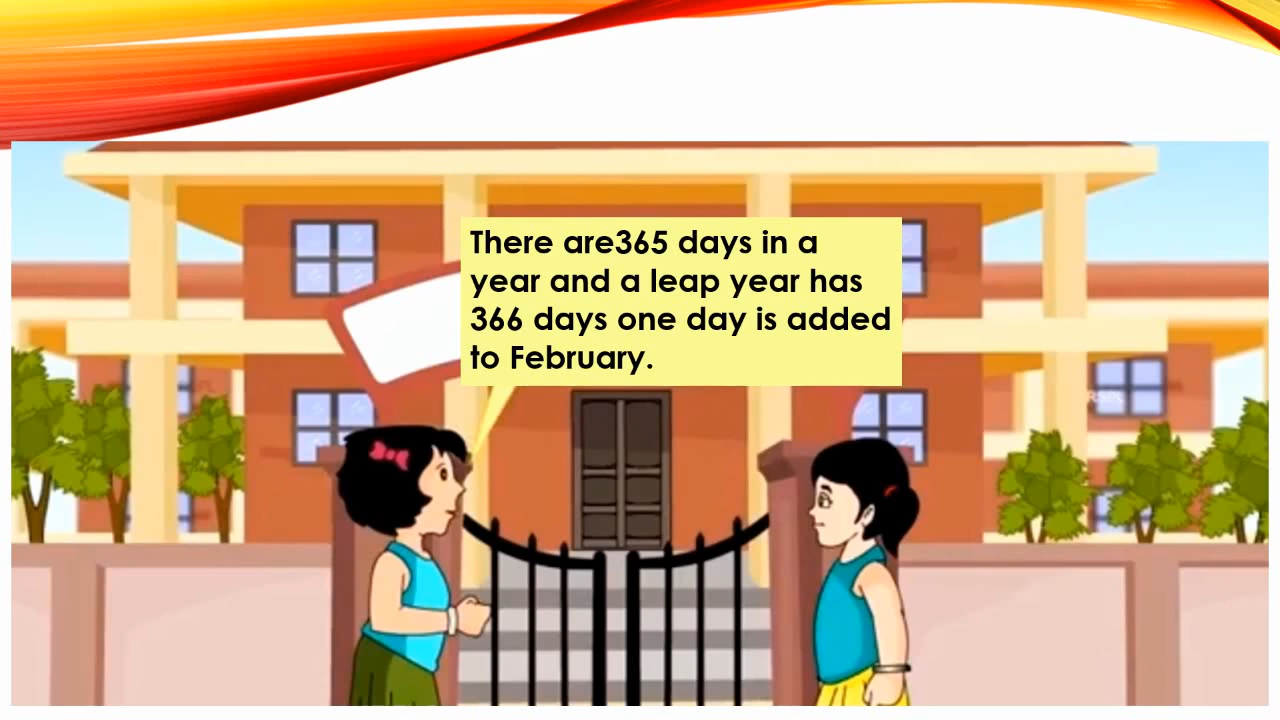 There are365 days in a
year and a leap year has
366 days one day is added
to February.